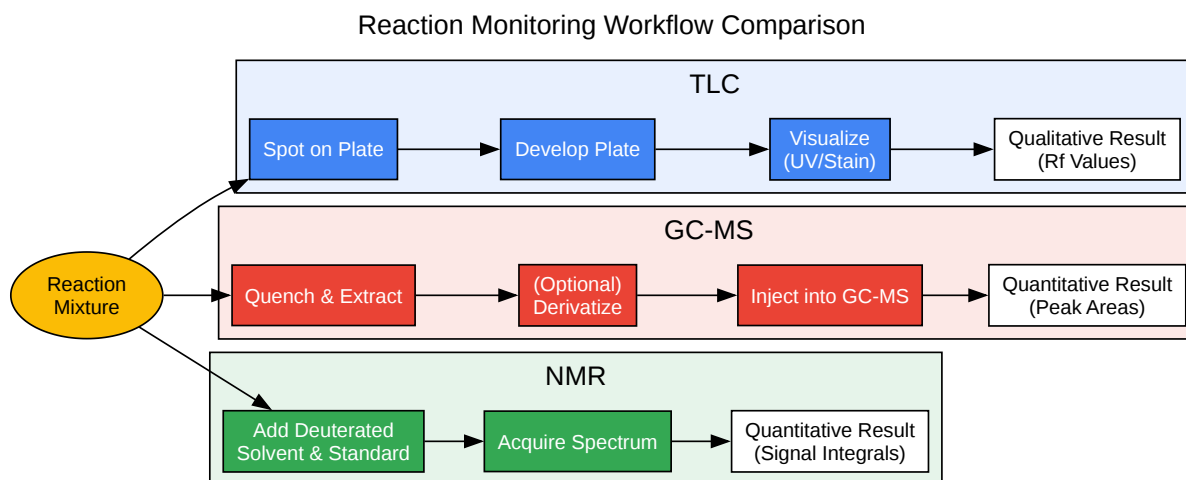 Reaction Monitoring Workflow Comparison
TLC
Spot on Plate
Develop Plate
Visualize
(UV/Stain)
Qualitative Result
(Rf Values)
GC-MS
Reaction
Mixture
Quench & Extract
(Optional)
Derivatize
Inject into GC-MS
Quantitative Result
(Peak Areas)
NMR
Add Deuterated
Solvent & Standard
Acquire Spectrum
Quantitative Result
(Signal Integrals)